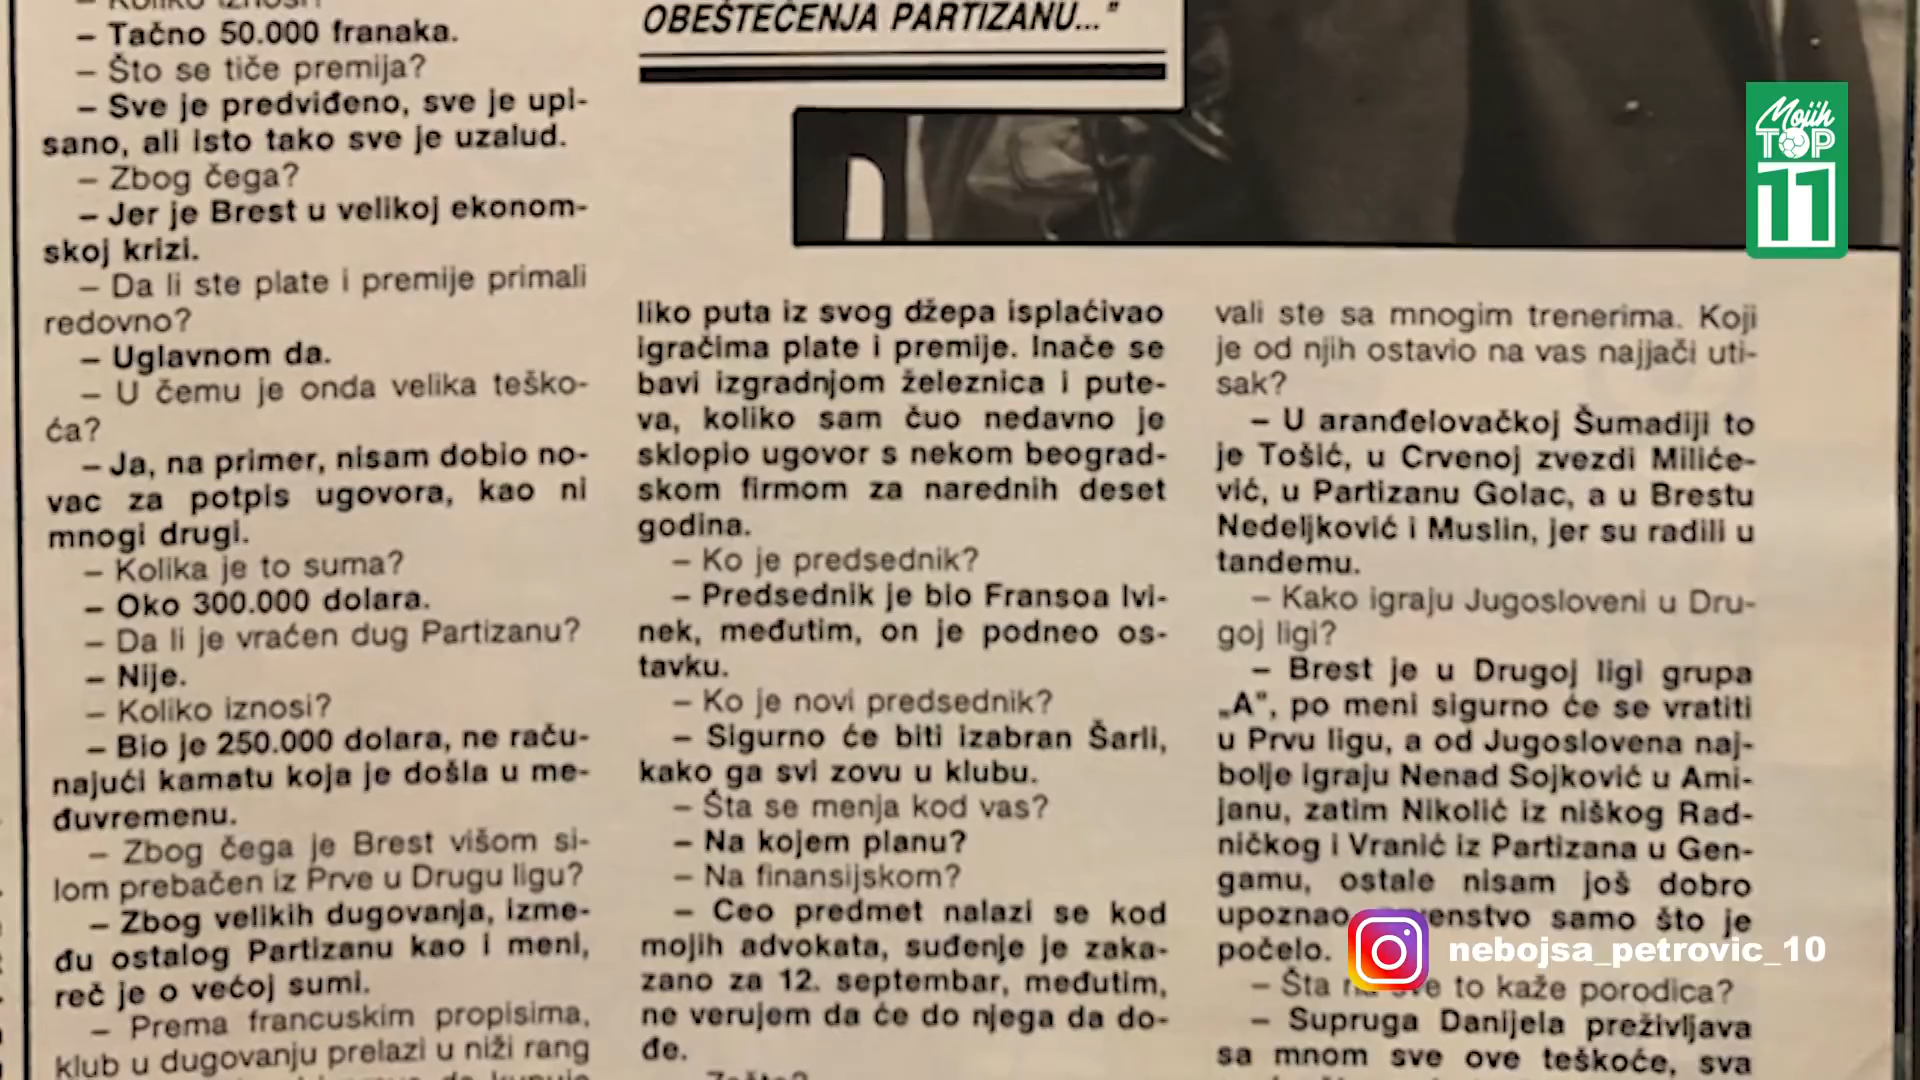 – Koliko iznosi?
– Tačno 50.000 franaka.
– Što se tiče premija?
– Sve je predviđeno, sve je upi-
sano, ali isto tako sve je uzalud.
– Zbog čega?
– Jer je Brest u velikoj ekonom-
skoj krizi.
– Da li ste plate i premije primali
redovno?
– Uglavnom da.
– U čemu je onda velika teško-
ća?
– Ja, na primer, nisam dobio no-
vac za potpis ugovora, kao ni
mnogi drugi.
– Kolika je to suma?
– Oko 300.000 dolara.
– Da li je vraćen dug Partizanu?
– Nije.
– Koliko iznosi?
– Bio je 250.000 dolara, ne raču-
najući kamatu koja je došla u me-
đuvremenu.
– Zbog čega je Brest višom si-
lom prebačen iz Prve u Drugu ligu?
– Zbog velikih dugovanja, izme-
đu ostalog Partizanu kao i meni,
reč je o većoj sumi.
– Prema francuskim propisima,
klub u dugovanju prelazi u niži rang
OBEŠTEĆENJA PARTIZANU..."
liko puta iz svog džepa isplaćivao
igračima plate i premije. Inače se
bavi izgradnjom železnica i pute-
va, koliko sam čuo nedavno je
sklopio ugovor s nekom beograd-
skom firmom za narednih deset
godina.
– Ko je predsednik?
– Predsednik je bio Fransoa Ivi-
nek, međutim, on je podneo os-
tavku.
– Ko je novi predsednik?
– Sigurno će biti izabran Šarli,
kako ga svi zovu u klubu.
– Šta se menja kod vas?
– Na kojem planu?
– Na finansijskom?
– Ceo predmet nalazi se kod
mojih advokata, suđenje je zaka-
zano za 12. septembar, međutim,
ne verujem da će do njega da do-
đe.
– Zašto?
vali ste sa mnogim trenerima. Koji
je od njih ostavio na vas najjači uti-
sak?
– U aranđelovačkoj Šumadiji to
je Tošić, u Crvenoj zvezdi Miliće-
vić, u Partizanu Golac, a u Brestu
Nedeljković i Muslin, jer su radili u
tandemu.
– Kako igraju Jugosloveni u Dru-
goj ligi?
– Brest je u Drugoj ligi grupa
„A", po meni sigurno će se vratiti
u Prvu ligu, a od Jugoslovena naj-
bolje igraju Nenad Sojković u Ami-
janu, zatim Nikolić iz niškog Rad-
ničkog i Vranić iz Partizana u Gen-
gamu, ostale nisam još dobro
upoznao samo što je
počelo.
– Šta to kaže porodica?
– Supruga Danijela preživljava
sa mnom sve ove teškoće, sva
Mojih
TOP
11
nebojsa_petrovic_10